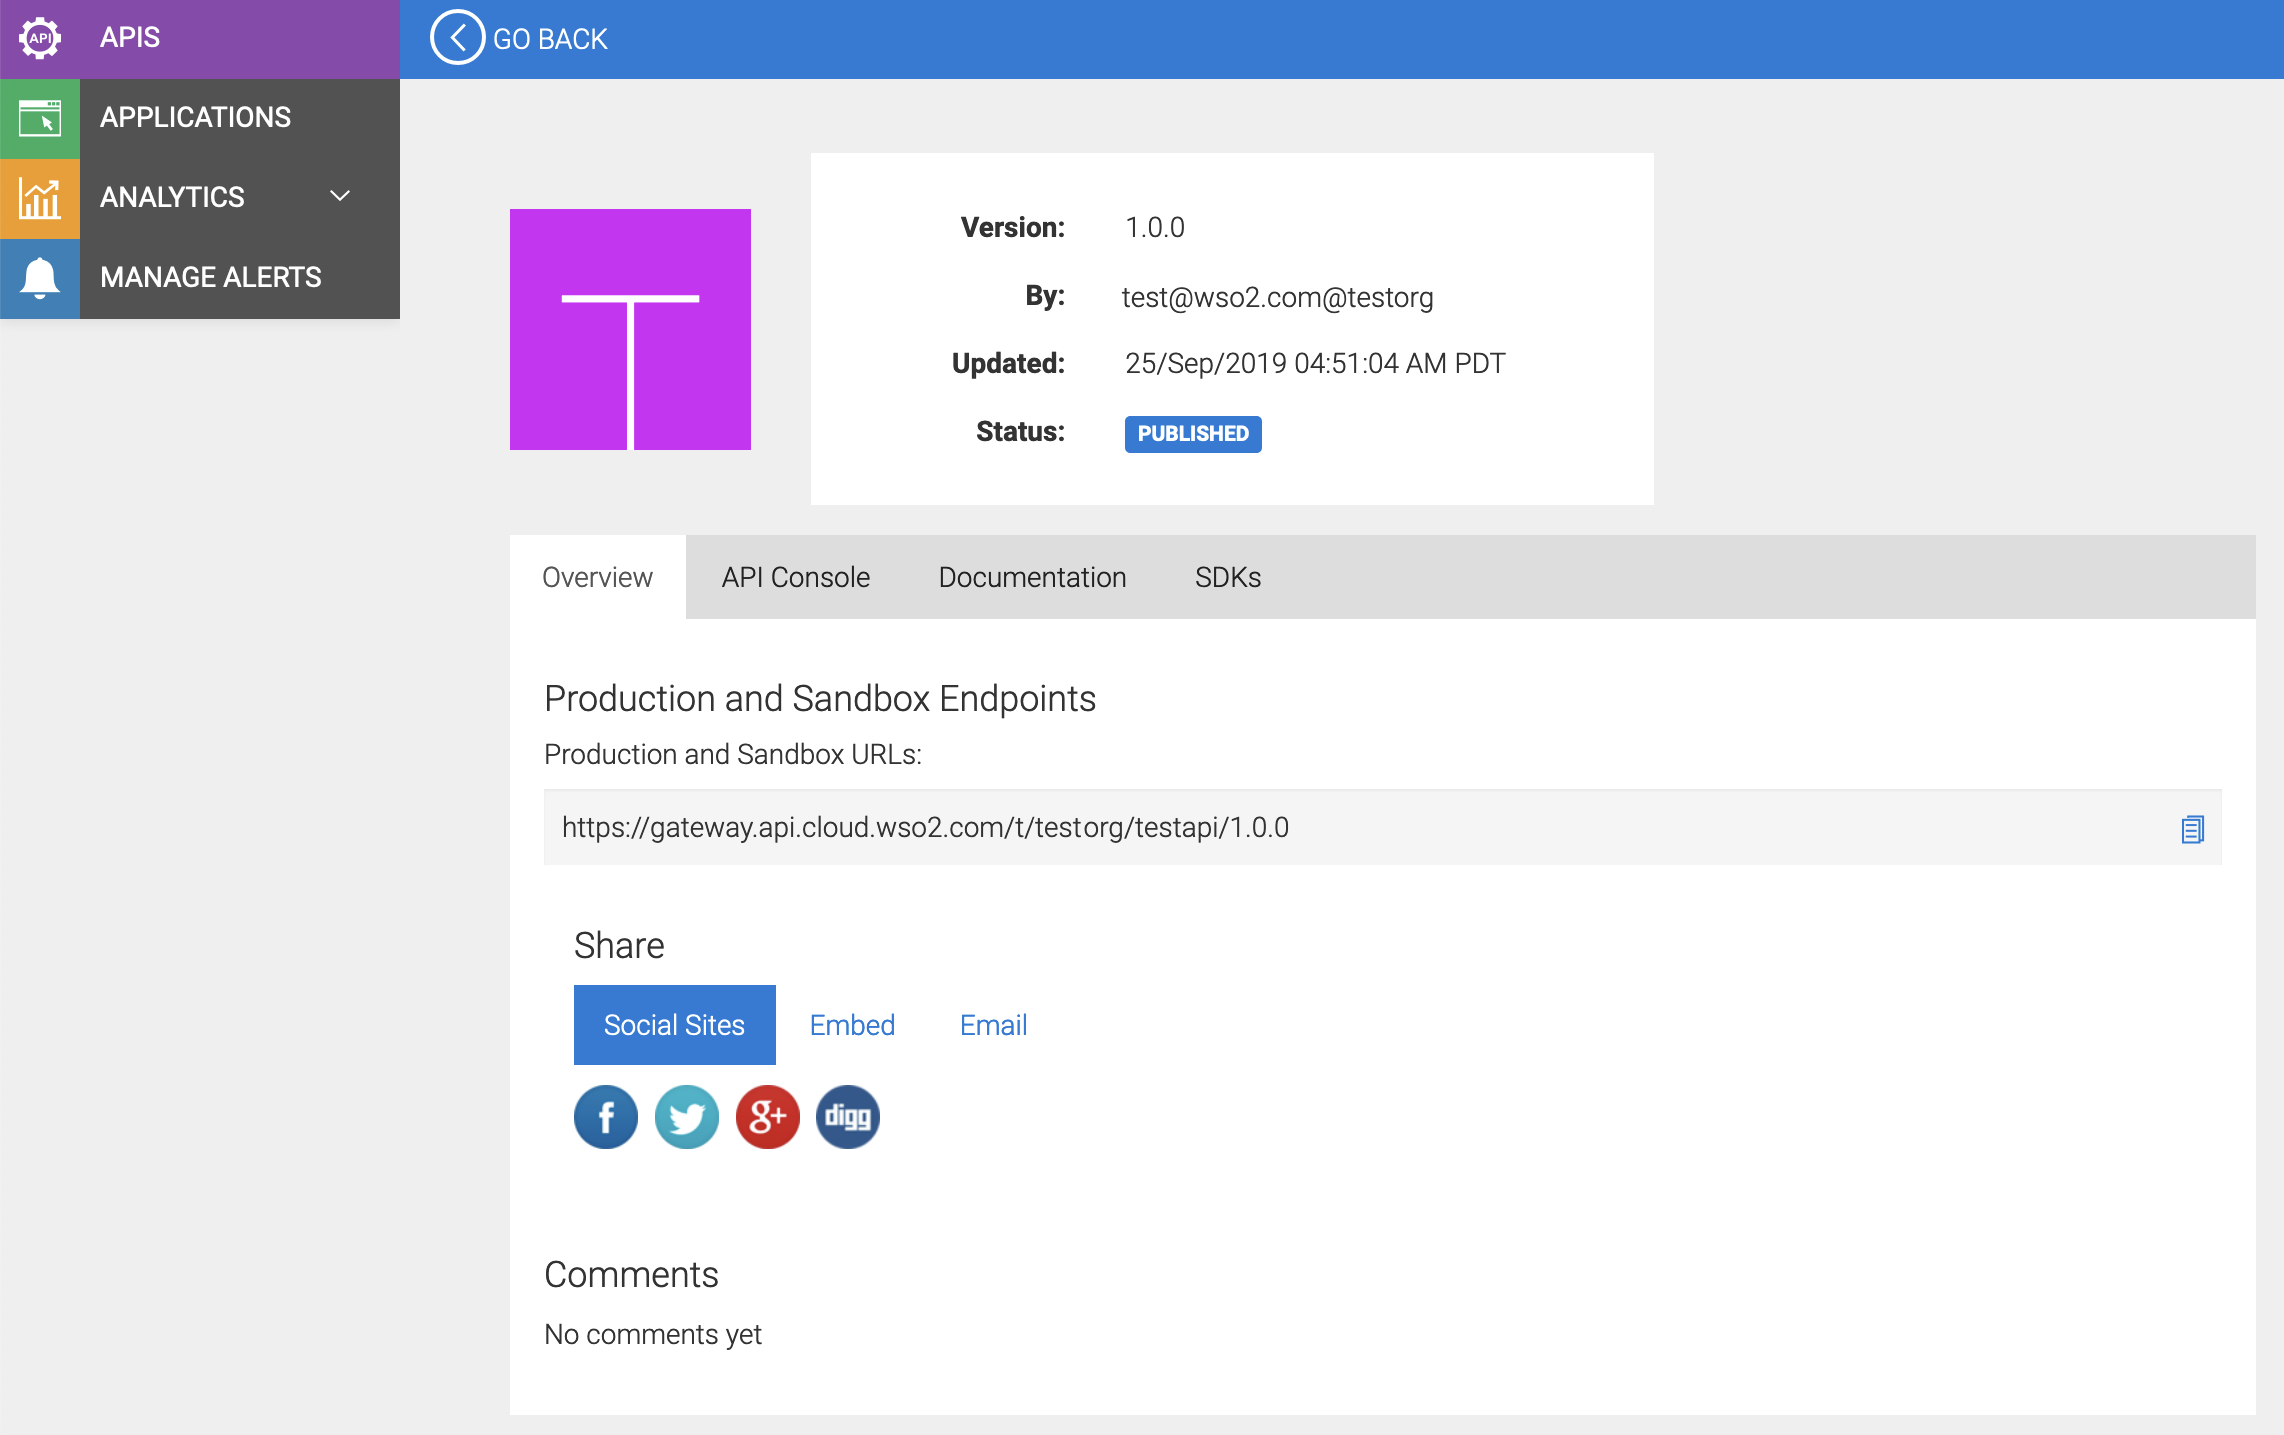 API APIS
GO BACK
APPLICATIONS
ANALYTICS
MANAGE ALERTS
T
Version: 1.0.0
By: test@wso2.com@testorg
Updated: 25/Sep/2019 04:51:04 AM PDT
Status: PUBLISHED
Overview API Console Documentation SDKs
Production and Sandbox Endpoints
Production and Sandbox URLs:
https://gateway.api.cloud.wso2.com/t/testorg/testapi/1.0.0
Share
Social Sites Embed Email
f g+ digg
Comments
No comments yet